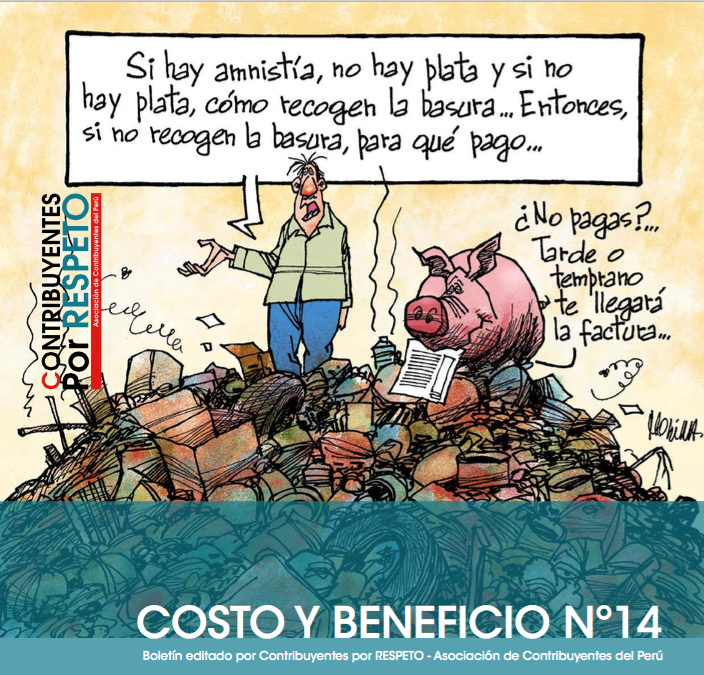 Si hay amnistía, no hay plata y si no
hay plata, cómo recogen la basura... Entonces,
si no recogen la basura, para qué pago...
CONTRIBUYENTES
Por RESPETO
Asociación de Contribuyentes del Perú
¿No pagas?...
Tarde o
temprano
te llegará
la factura...
MOLINA.
COSTO Y BENEFICIO N°14
Boletín editado por Contribuyentes por RESPETO - Asociación de Contribuyentes del Perú